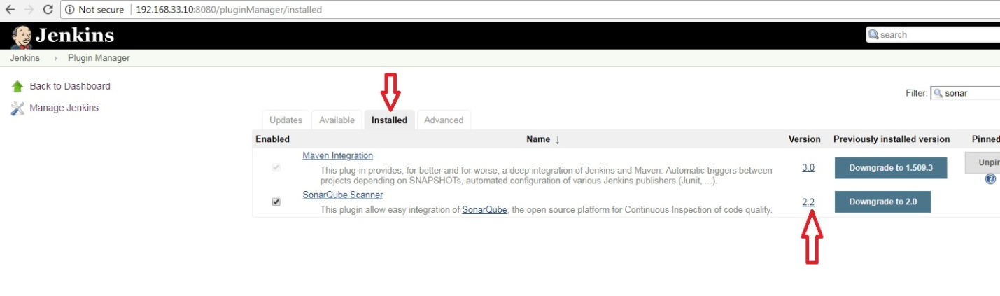 Not secure | 192.168.33.10:8080/pluginManager/installed
Jenkins
search
Jenkins Plugin Manager
Back to Dashboard
Manage Jenkins
Filter: sonar
Updates Available Installed Advanced
Enabled Name ↓ Version Previously installed version Pinned
Maven Integration
This plug-in provides, for better and for worse, a deep integration of Jenkins and Maven: Automatic triggers between
projects depending on SNAPSHOTs, automated configuration of various Jenkins publishers (Junit, ...).
3.0 Downgrade to 1.509.3 Unpin
SonarQube Scanner
This plugin allow easy integration of SonarQube, the open source platform for Continuous Inspection of code quality.
2.2 Downgrade to 2.0